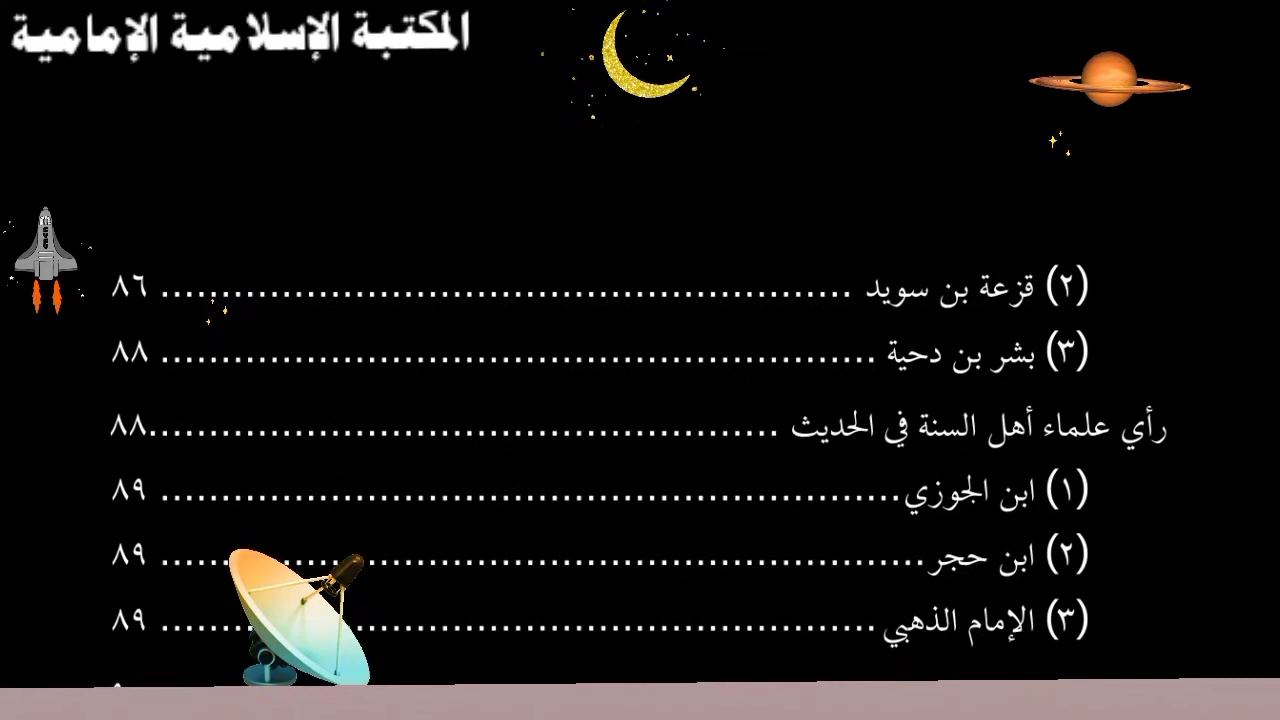 المكتبة الإسلامية الإمامية
(٢) قزعة بن سويد ......................................................... ٨٦
(٣) بشر بن دحية ........................................................... ٨٨
رأي علماء أهل السنة في الحديث ....................................................٨٨
(١) ابن الجوزي............................................................. ٨٩
(٢) ابن حجر............................................................... ٨٩
(٣) الإمام الذهبي ........................................................... ٨٩